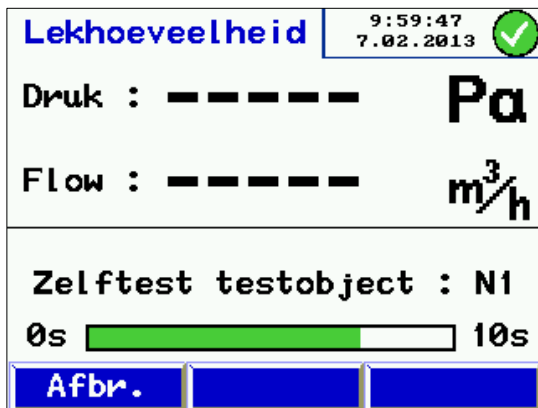 Lekhoeveelheid
9:59:47
7.02.2013
Druk : ----- Pa
Flow : ----- m³/h
Zelftest testobject : N1
0s 10s
Afbr.